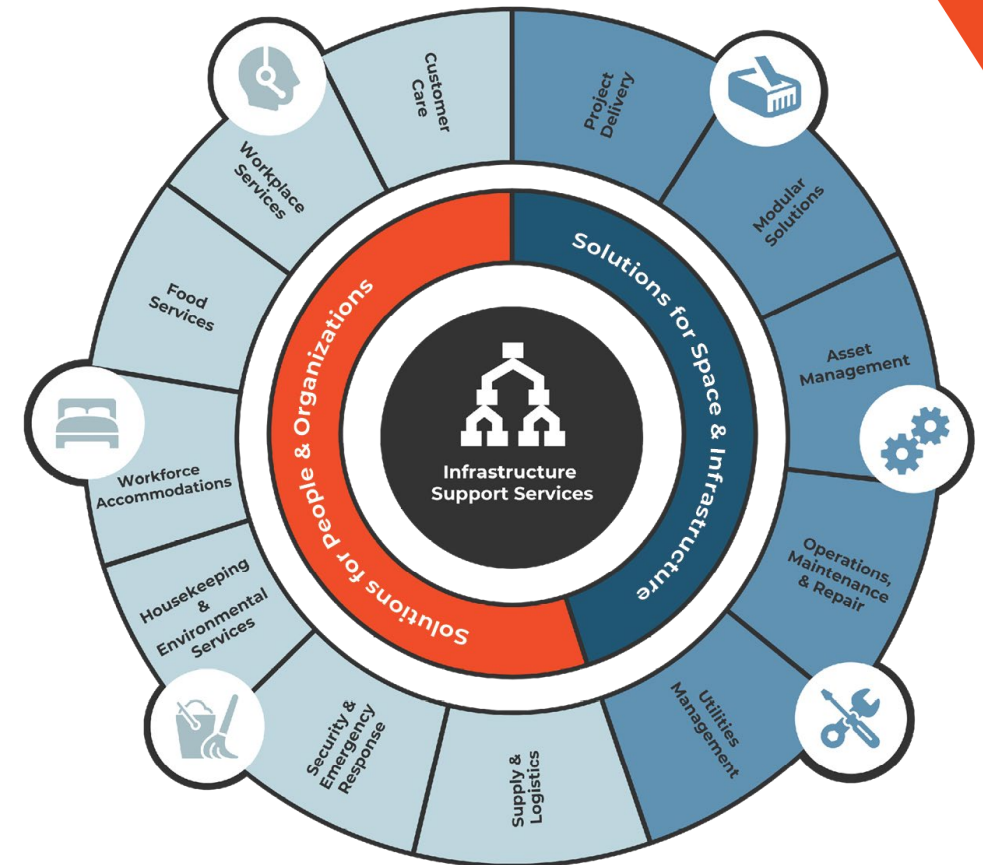 Customer
Care
Project
Delivery
Modular
Solutions
Asset
Management
Operations,
Maintenance
& Repair
Utilities
Management
Supply &
Logistics
Security &
Emergency
Response
Housekeeping
&
Environmental
Services
Workforce
Accommodations
Food
Services
Workplace
Services
Solutions for People & Organizations
Solutions for Space & Infrastructure
Infrastructure
Support Services